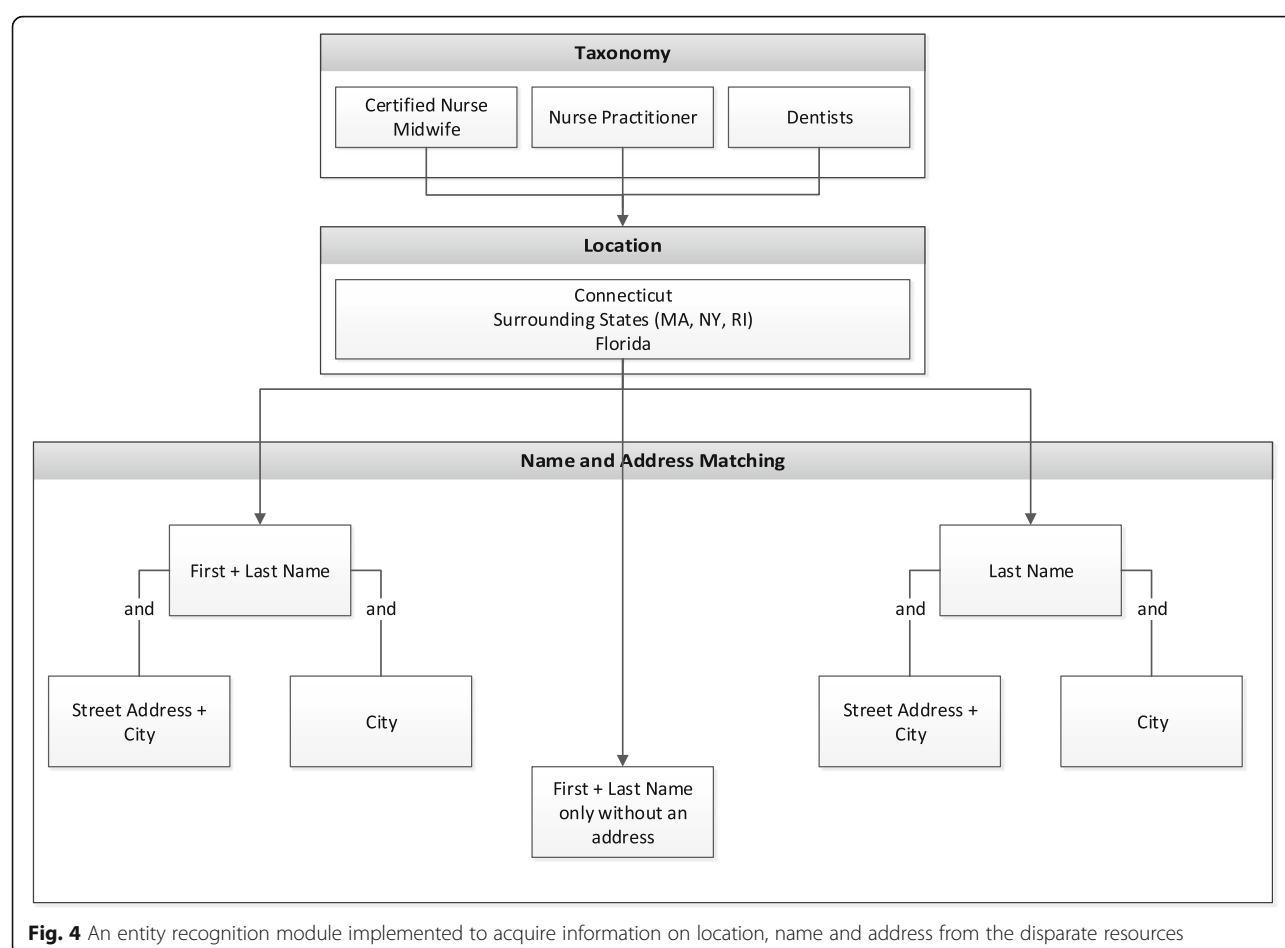 Taxonomy
Certified Nurse
Midwife
Nurse Practitioner
Dentists
Location
Connecticut
Surrounding States (MA, NY, RI)
Florida
Name and Address Matching
First + Last Name
and
and
Street Address +
City
City
First + Last Name
only without an
address
Last Name
and
and
Street Address +
City
City
Fig. 4 An entity recognition module implemented to acquire information on location, name and address from the disparate resources